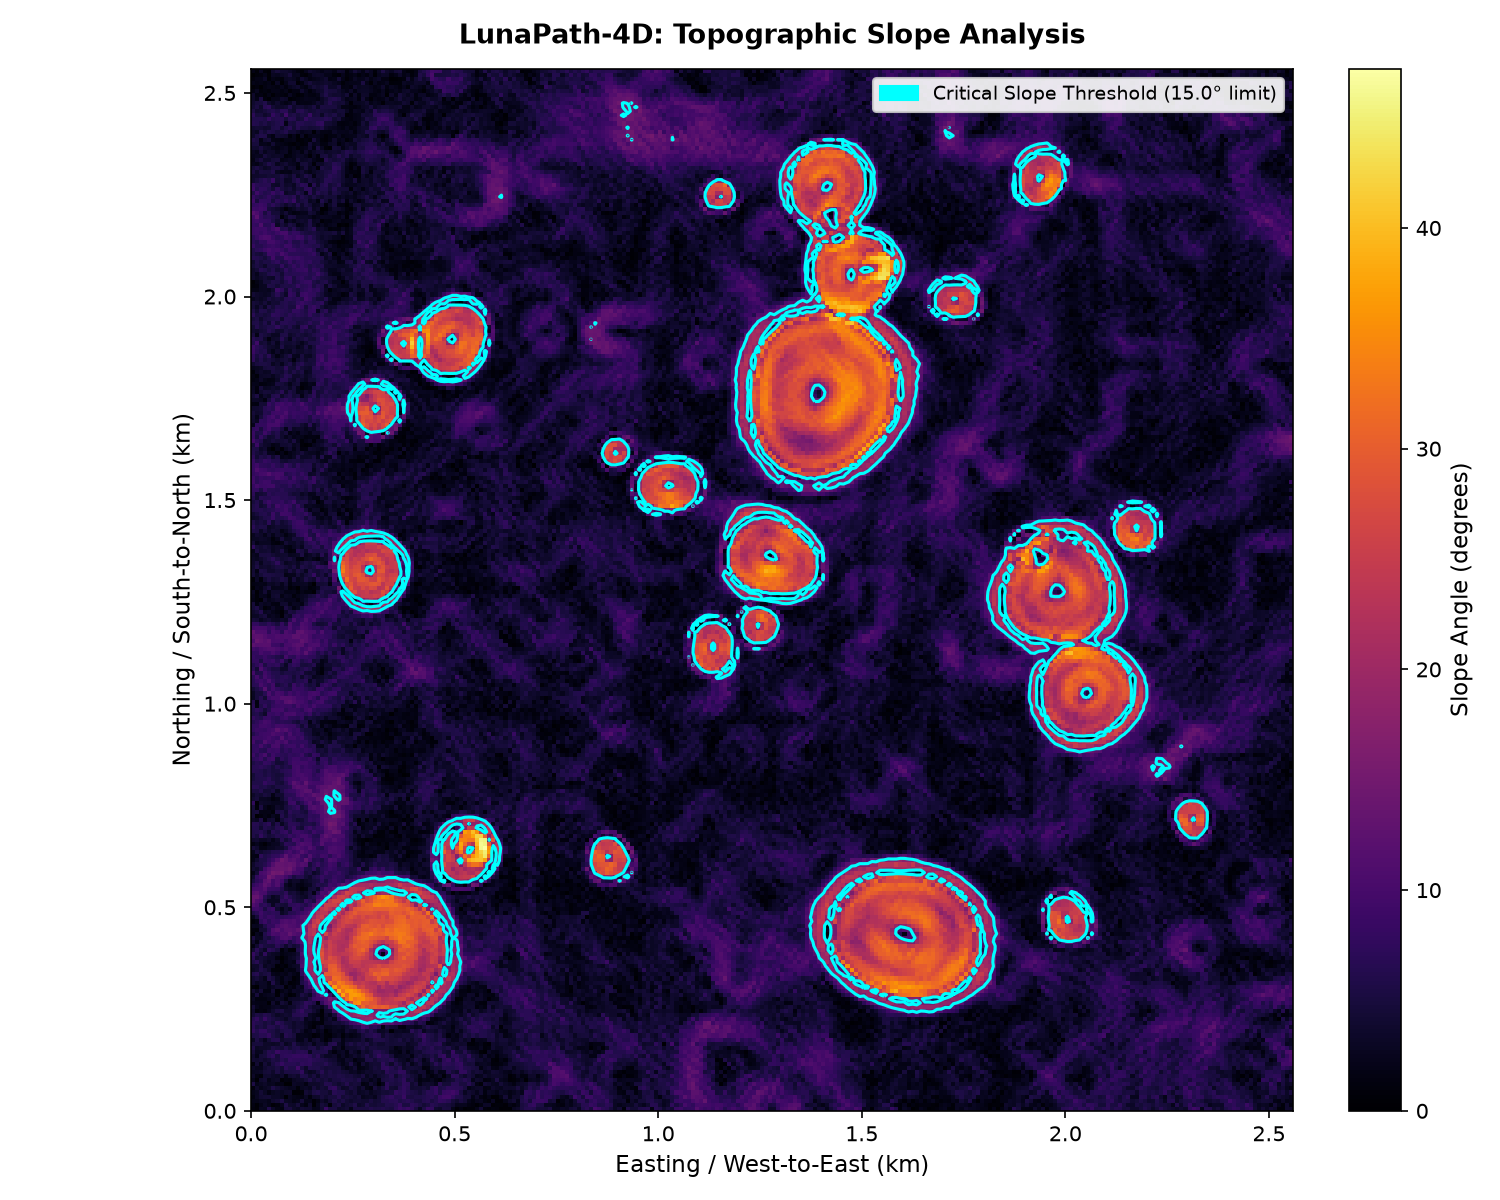 LunaPath-4D: Topographic Slope Analysis
Critical Slope Threshold (15.0° limit)
Northing / South-to-North (km)
2.5
2.0
1.5
1.0
0.5
0.0
0.0 0.5 1.0 1.5 2.0 2.5
Easting / West-to-East (km)
40
30
20
10
0
Slope Angle (degrees)